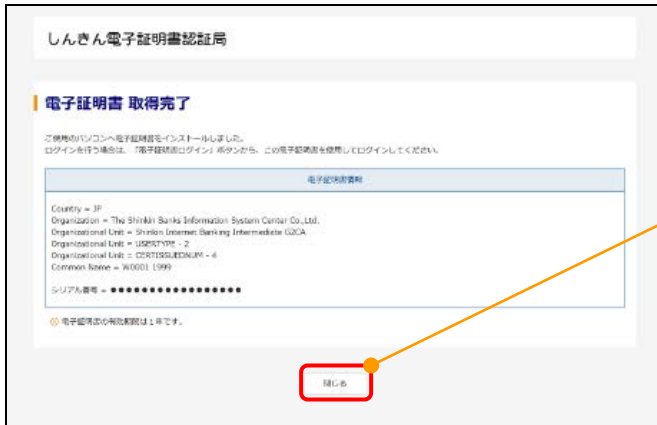 しんきん電子証明書認証局
電子証明書 取得完了
ご使用のパソコンへ電子証明書をインストールしました。
ログインを行う場合は、「電子証明書ログイン」ボタンから、この電子証明書を使用してログインしてください。
電子証明書情報
Country = JP
Organization = The Shinkin Banks Information System Center Co.,Ltd.
Organizational Unit = Shinkin Internet Banking Intermediate G2CA
Organizational Unit = USERTYPE - 2
Organizational Unit = CERTISSUEDNUM - 4
Common Name = W0001 1999
シリアル番号 = ●●●●●●●●●●●●●●●●●
電子証明書の有効期限は1年です。
閉じる